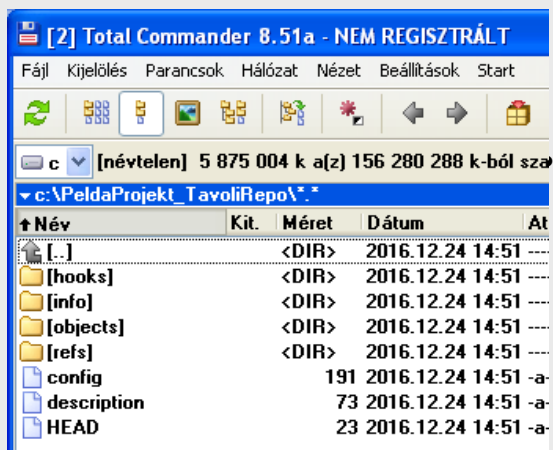 [2] Total Commander 8.51a - NEM REGISZTRÁLT
Fájl Kijelölés Parancsok Hálózat Nézet Beállítások Start
c [névtelen] 5 875 004 k a(z) 156 280 288 k-ból sza
c:\PeldaProjekt_TavoliRepo\*.*
Név Kit. Méret Dátum At
[..] <DIR> 2016.12.24 14:51 ----
[hooks] <DIR> 2016.12.24 14:51 ----
[info] <DIR> 2016.12.24 14:51 ----
[objects] <DIR> 2016.12.24 14:51 ----
[refs] <DIR> 2016.12.24 14:51 ----
config 191 2016.12.24 14:51 -a-
description 73 2016.12.24 14:51 -a-
HEAD 23 2016.12.24 14:51 -a-